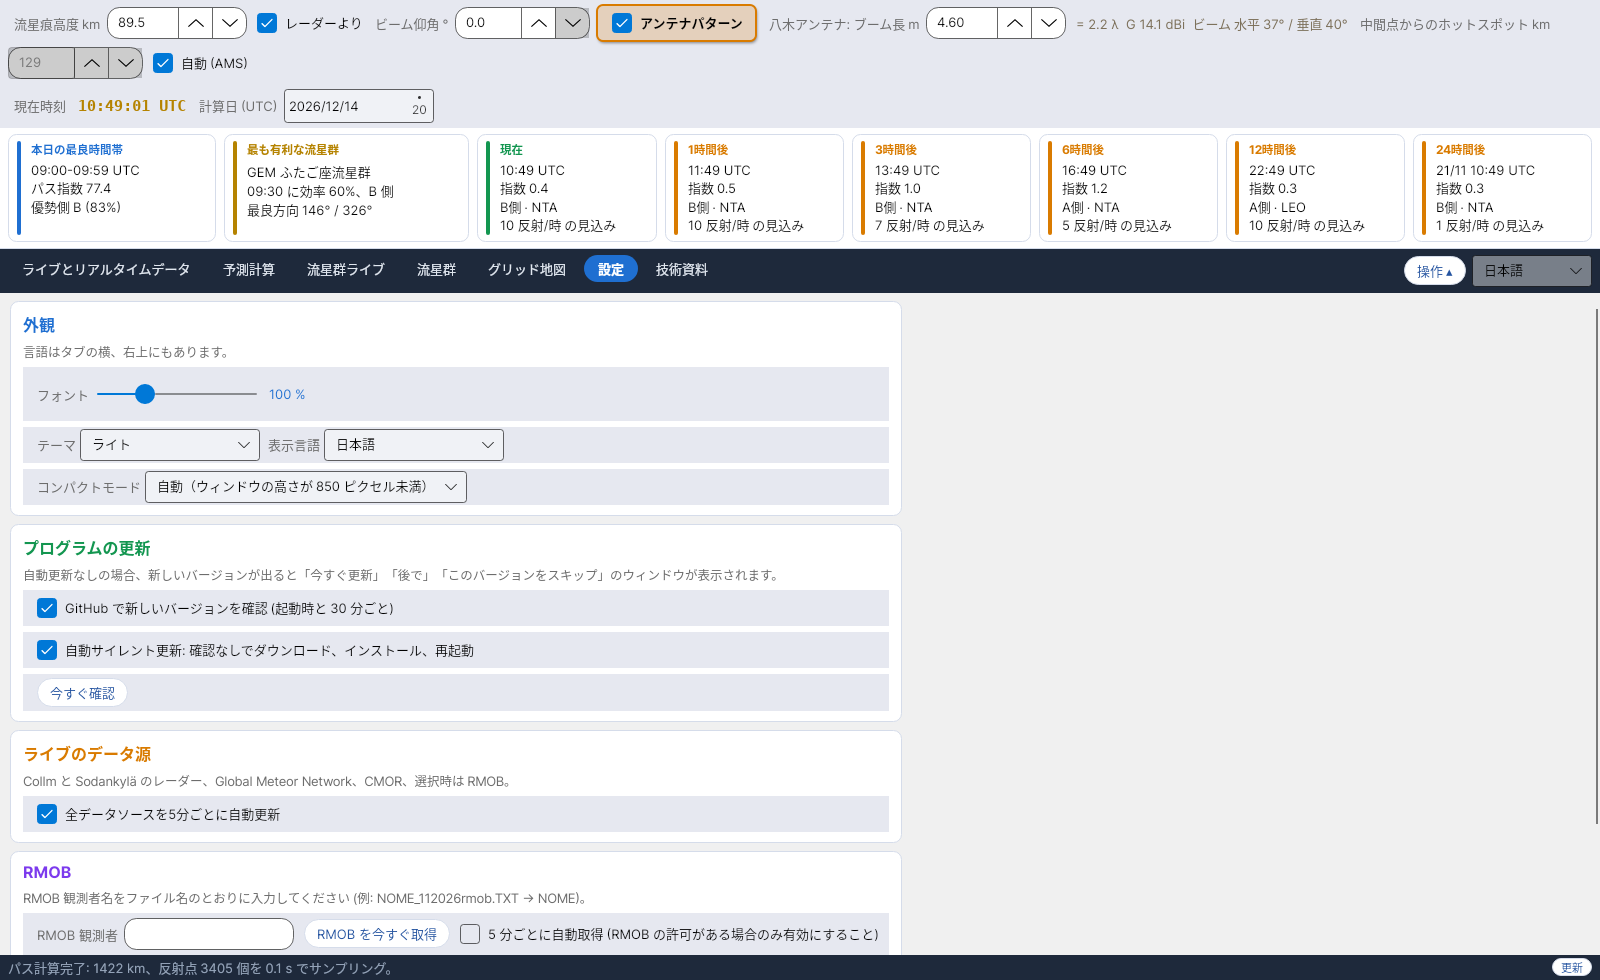 流星痕高度 km 89.5 レーダーより ビーム仰角 ° 0.0 アンテナパターン 八木アンテナ: ブーム長 m 4.60 = 2.2 λ G 14.1 dBi ビーム 水平 37° / 垂直 40° 中間点からのホットスポット km
129 自動 (AMS)
現在時刻 10:49:01 UTC 計算日 (UTC) 2026/12/14 20
本日の最良時間帯
09:00-09:59 UTC
パス指数 77.4
優勢側 B (83%)
最も有利な流星群
GEM ふたご座流星群
09:30 に効率 60%、B 側
最良方向 146° / 326°
現在
10:49 UTC
指数 0.4
B側 · NTA
10 反射/時 の見込み
1時間後
11:49 UTC
指数 0.5
B側 · NTA
10 反射/時 の見込み
3時間後
13:49 UTC
指数 1.0
B側 · NTA
7 反射/時 の見込み
6時間後
16:49 UTC
指数 1.2
A側 · NTA
5 反射/時 の見込み
12時間後
22:49 UTC
指数 0.3
A側 · LEO
10 反射/時 の見込み
24時間後
21/11 10:49 UTC
指数 0.3
B側 · NTA
1 反射/時 の見込み
ライブとリアルタイムデータ 予測計算 流星群ライブ 流星群 グリッド地図 設定 技術資料 操作 ▴ 日本語
外観
言語はタブの横、右上にもあります。
フォント 100 %
テーマ ライト 表示言語 日本語
コンパクトモード 自動（ウィンドウの高さが 850 ピクセル未満）
プログラムの更新
自動更新なしの場合、新しいバージョンが出ると「今すぐ更新」「後で」「このバージョンをスキップ」のウィンドウが表示されます。
GitHub で新しいバージョンを確認 (起動時と 30 分ごと)
自動サイレント更新: 確認なしでダウンロード、インストール、再起動
今すぐ確認
ライブのデータ源
Collm と Sodankylä のレーダー、Global Meteor Network、CMOR、選択時は RMOB。
全データソースを5分ごとに自動更新
RMOB
RMOB 観測者名をファイル名のとおりに入力してください (例: NOME_112026rmob.TXT → NOME)。
RMOB 観測者 RMOB を今すぐ取得 5 分ごとに自動取得 (RMOB の許可がある場合のみ有効にすること)
パス計算完了: 1422 km、反射点 3405 個を 0.1 s でサンプリング。 更新